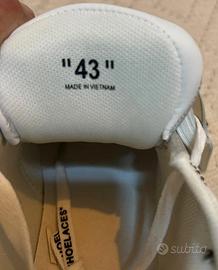 "43"
MADE IN VIETNAM
SHOELACES"
subito